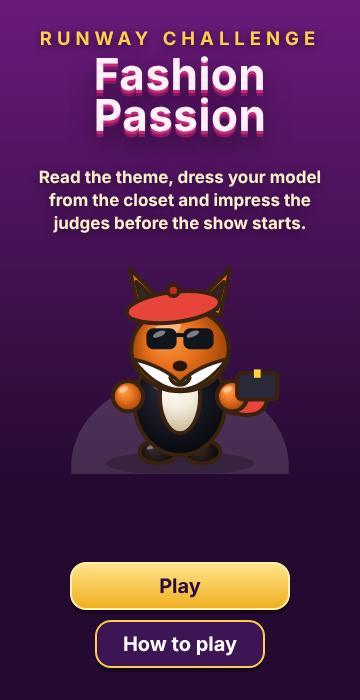 RUNWAY CHALLENGE
Fashion
Passion
Read the theme, dress your model
from the closet and impress the
judges before the show starts.
Play
How to play